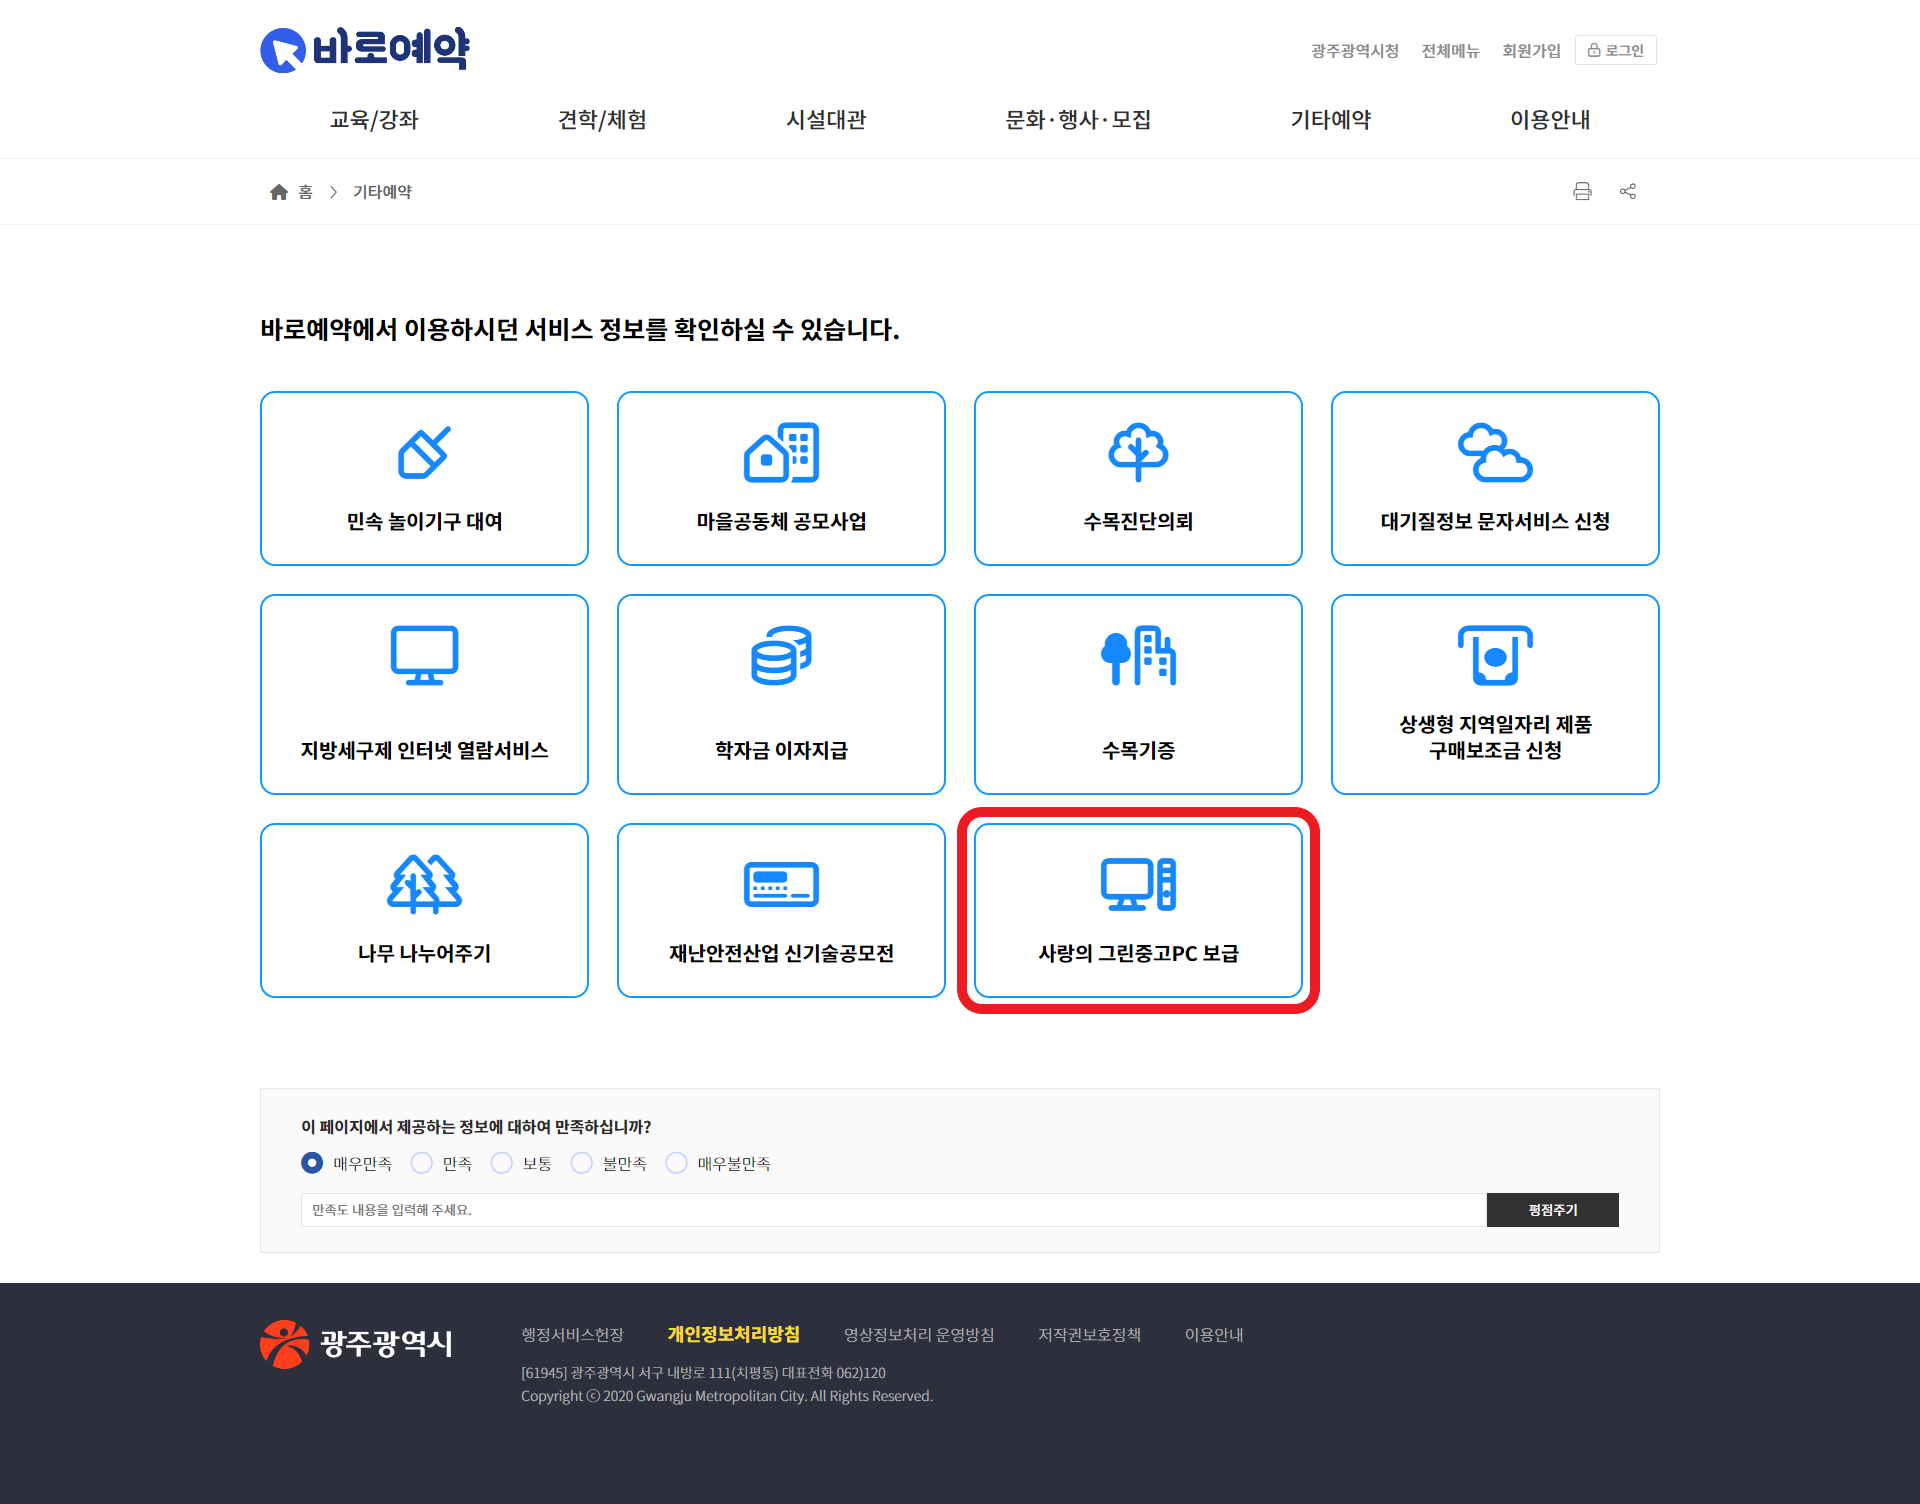 바로예약
광주광역시청 전체메뉴 회원가입 로그인
교육/강좌 견학/체험 시설대관 문화·행사·모집 기타예약 이용안내
홈 > 기타예약
바로예약에서 이용하시던 서비스 정보를 확인하실 수 있습니다.
민속 놀이기구 대여
마을공동체 공모사업
수목진단의뢰
대기질정보 문자서비스 신청
지방세구제 인터넷 열람서비스
학자금 이자지급
수목기증
상생형 지역일자리 제품
구매보조금 신청
나무 나누어주기
재난안전산업 신기술공모전
사랑의 그린중고PC 보급
이 페이지에서 제공하는 정보에 대하여 만족하십니까?
매우만족 만족 보통 불만족 매우불만족
만족도 내용을 입력해 주세요. 평점주기
광주광역시
행정서비스헌장 개인정보처리방침 영상정보처리 운영방침 저작권보호정책 이용안내
[61945] 광주광역시 서구 내방로 111(치평동) 대표전화 062)120
Copyright ⓒ 2020 Gwangju Metropolitan City. All Rights Reserved.